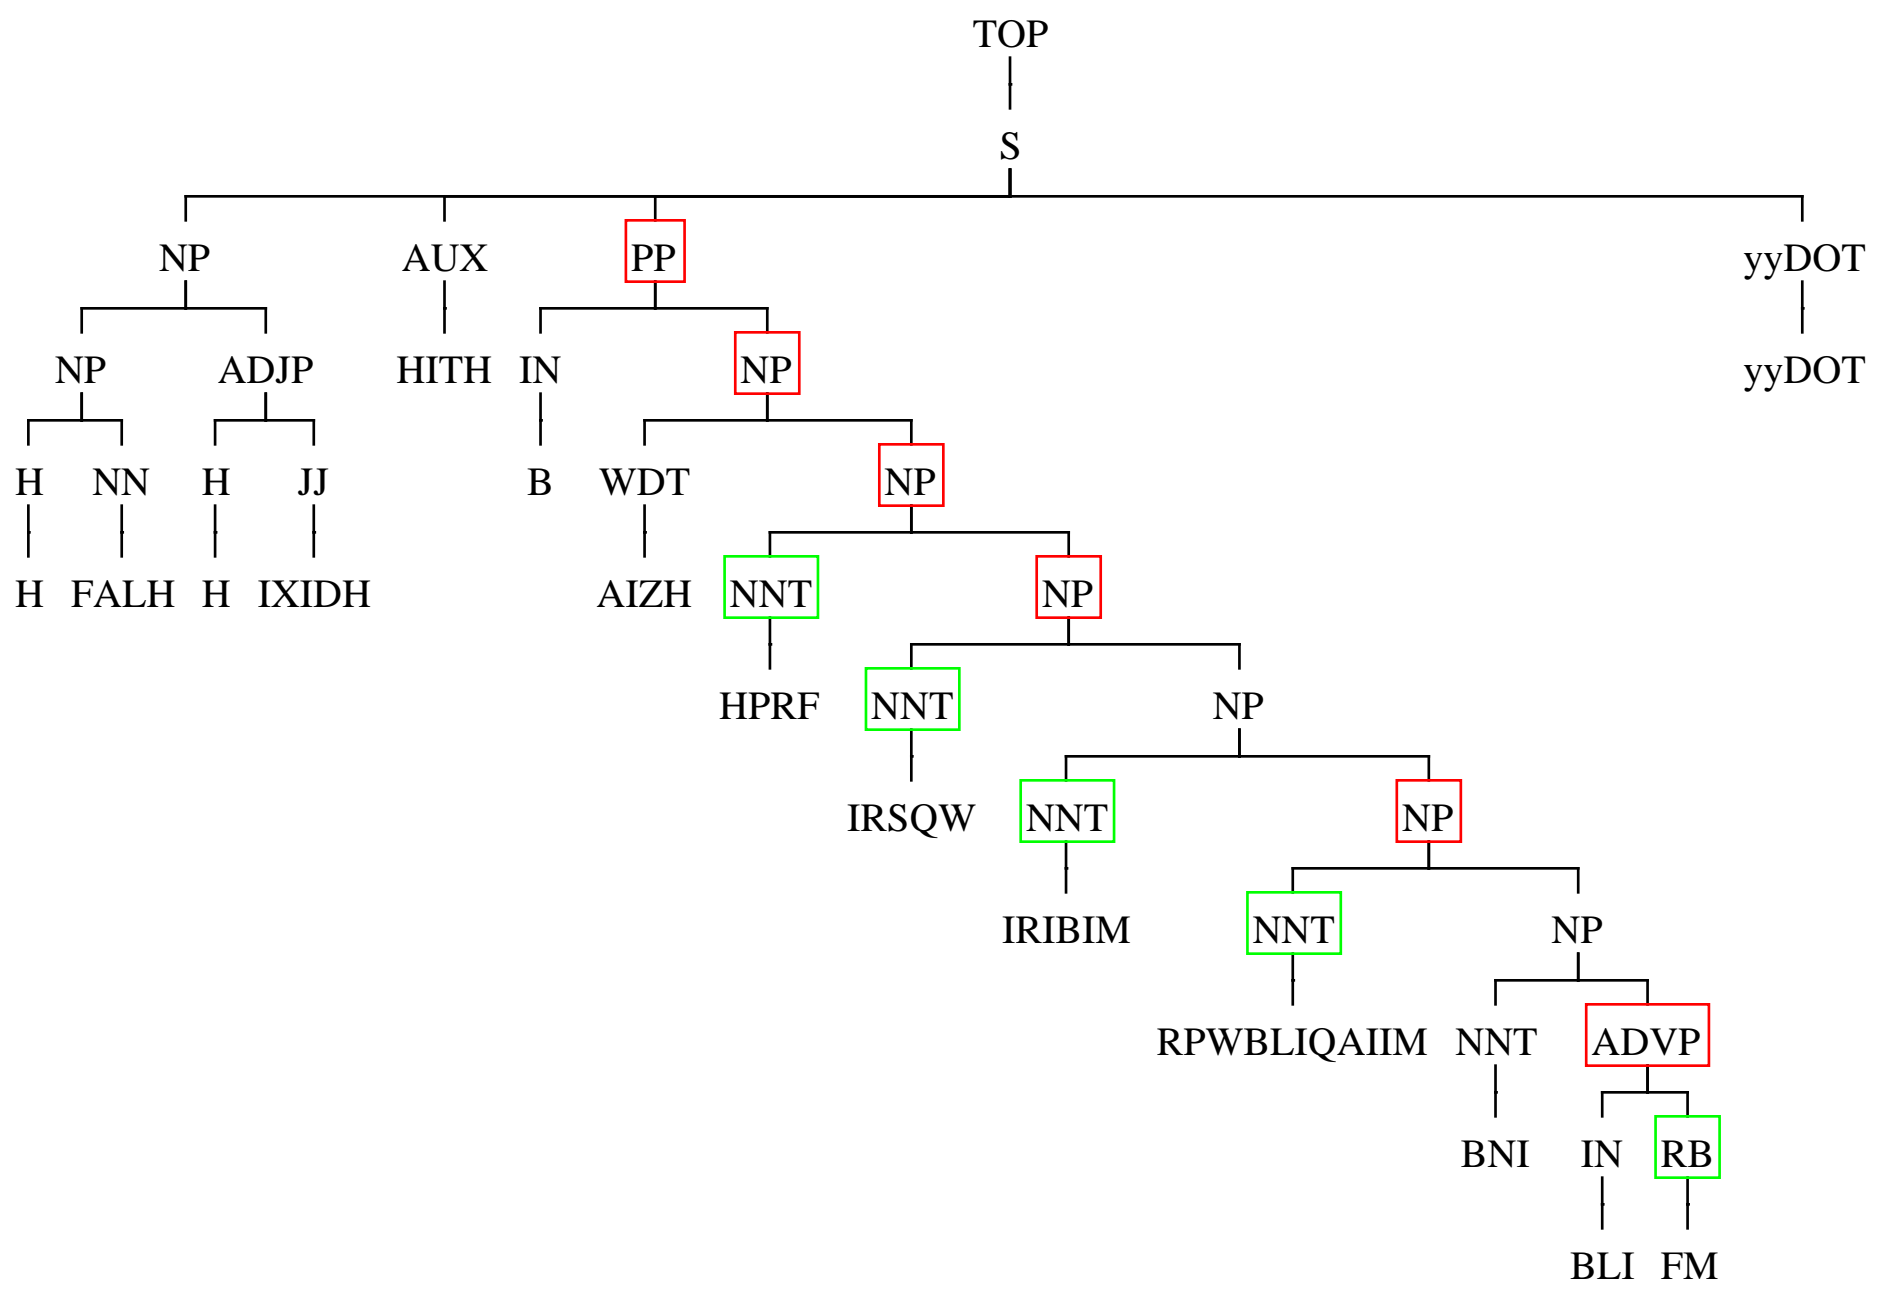 TOP
S
NP AUX PP yyDOT
NP ADJP HITH IN NP yyDOT
H NN H JJ B WDT NP
H FALH H IXIDH AIZH NNT NP
HPRF NNT NP
IRSQW NNT NP
IRIBIM NNT NP
RPWBLIQAIIM NNT ADVP
BNI IN RB
BLI FM